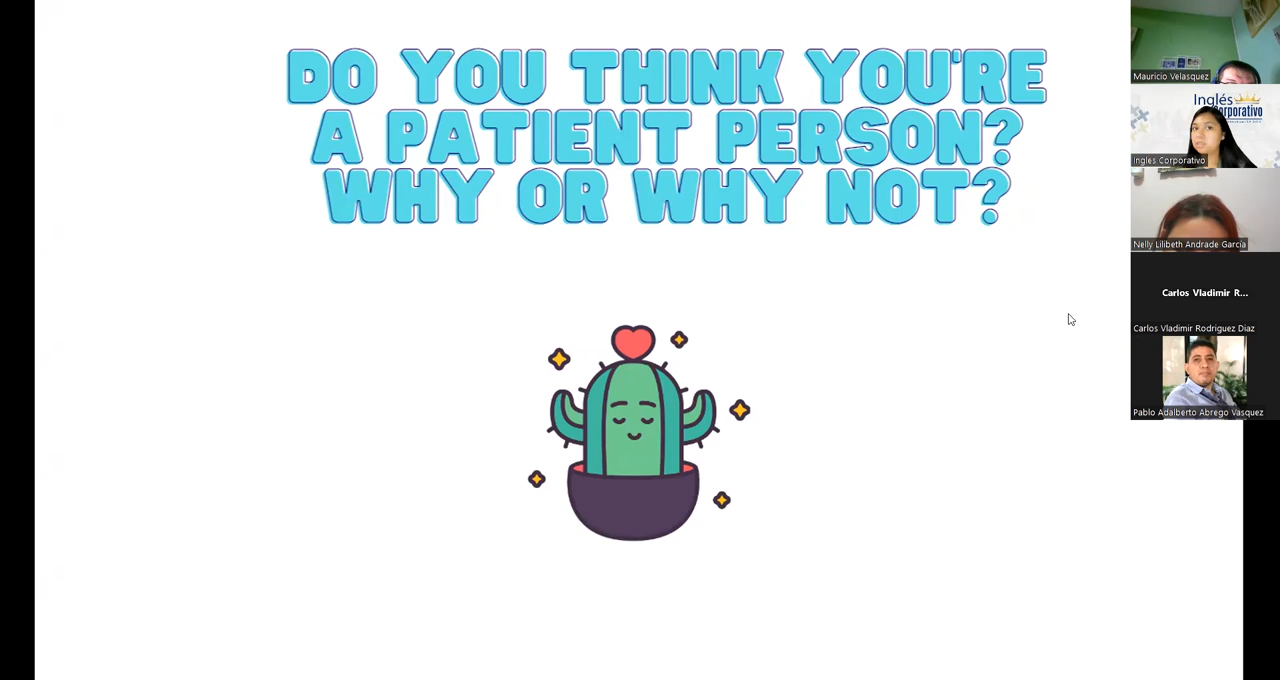 DO YOU THINK YOU'RE
A PATIENT PERSON?
WHY OR WHY NOT?
Mauricio Velasquez
Inglés
Corporativo
Ingles Corporativo
Nelly Lilibeth Andrade García
Carlos Vladimir R...
Carlos Vladimir Rodriguez Diaz
Pablo Adalberto Abrego Vasquez